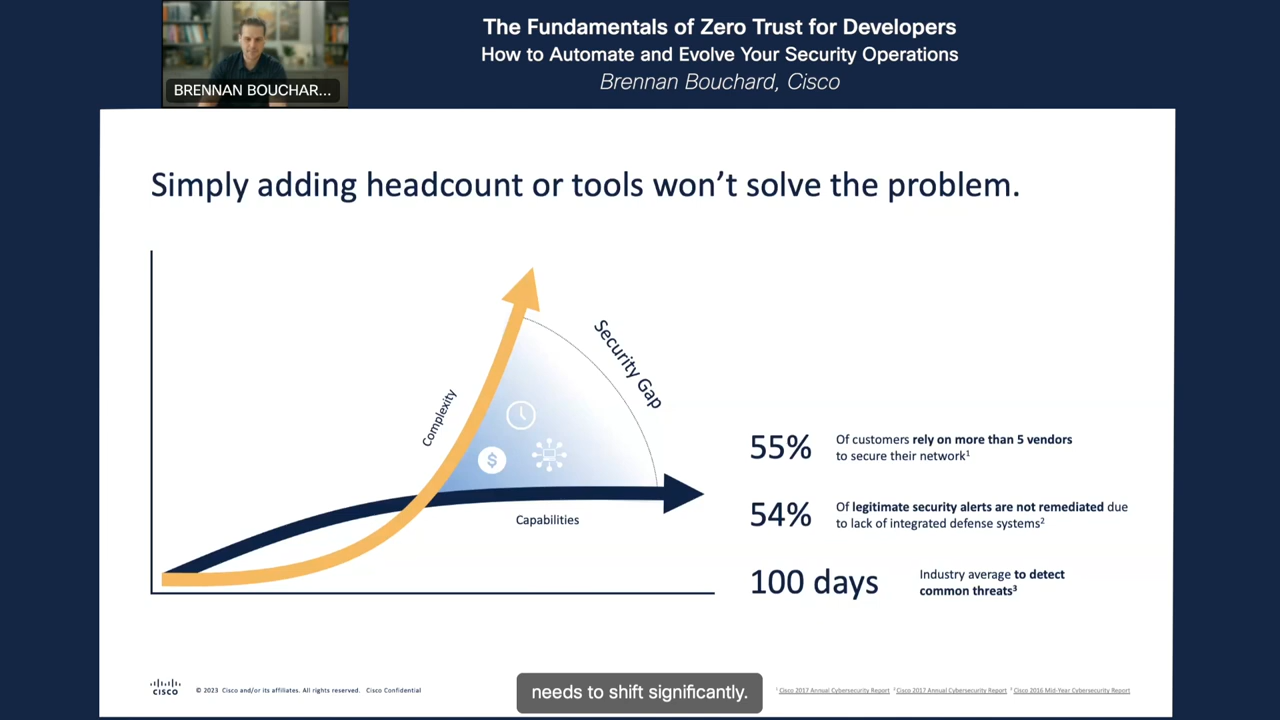 The Fundamentals of Zero Trust for Developers
How to Automate and Evolve Your Security Operations
Brennan Bouchard, Cisco
BRENNAN BOUCHAR...
Simply adding headcount or tools won’t solve the problem.
Security Gap
Complexity
$
Capabilities
55%
Of customers rely on more than 5 vendors
to secure their network¹
54%
Of legitimate security alerts are not remediated due
to lack of integrated defense systems²
100 days
Industry average to detect
common threats³
CISCO
© 2023 Cisco and/or its affiliates. All rights reserved. Cisco Confidential
needs to shift significantly.
¹ Cisco 2017 Annual Cybersecurity Report ² Cisco 2017 Annual Cybersecurity Report ³ Cisco 2016 Mid-Year Cybersecurity Report